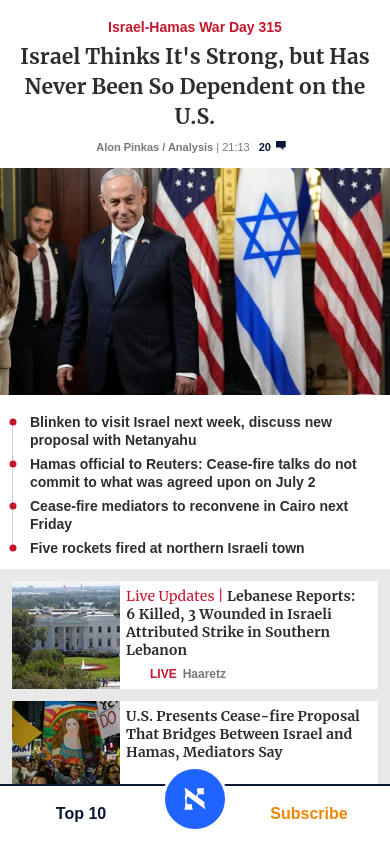 Israel-Hamas War Day 315
Israel Thinks It's Strong, but Has
Never Been So Dependent on the
U.S.
Alon Pinkas / Analysis | 21:13 20
Blinken to visit Israel next week, discuss new
proposal with Netanyahu
Hamas official to Reuters: Cease-fire talks do not
commit to what was agreed upon on July 2
Cease-fire mediators to reconvene in Cairo next
Friday
Five rockets fired at northern Israeli town
Live Updates | Lebanese Reports:
6 Killed, 3 Wounded in Israeli
Attributed Strike in Southern
Lebanon
LIVE Haaretz
U.S. Presents Cease-fire Proposal
That Bridges Between Israel and
Hamas, Mediators Say
DO
א
Top 10
Subscribe